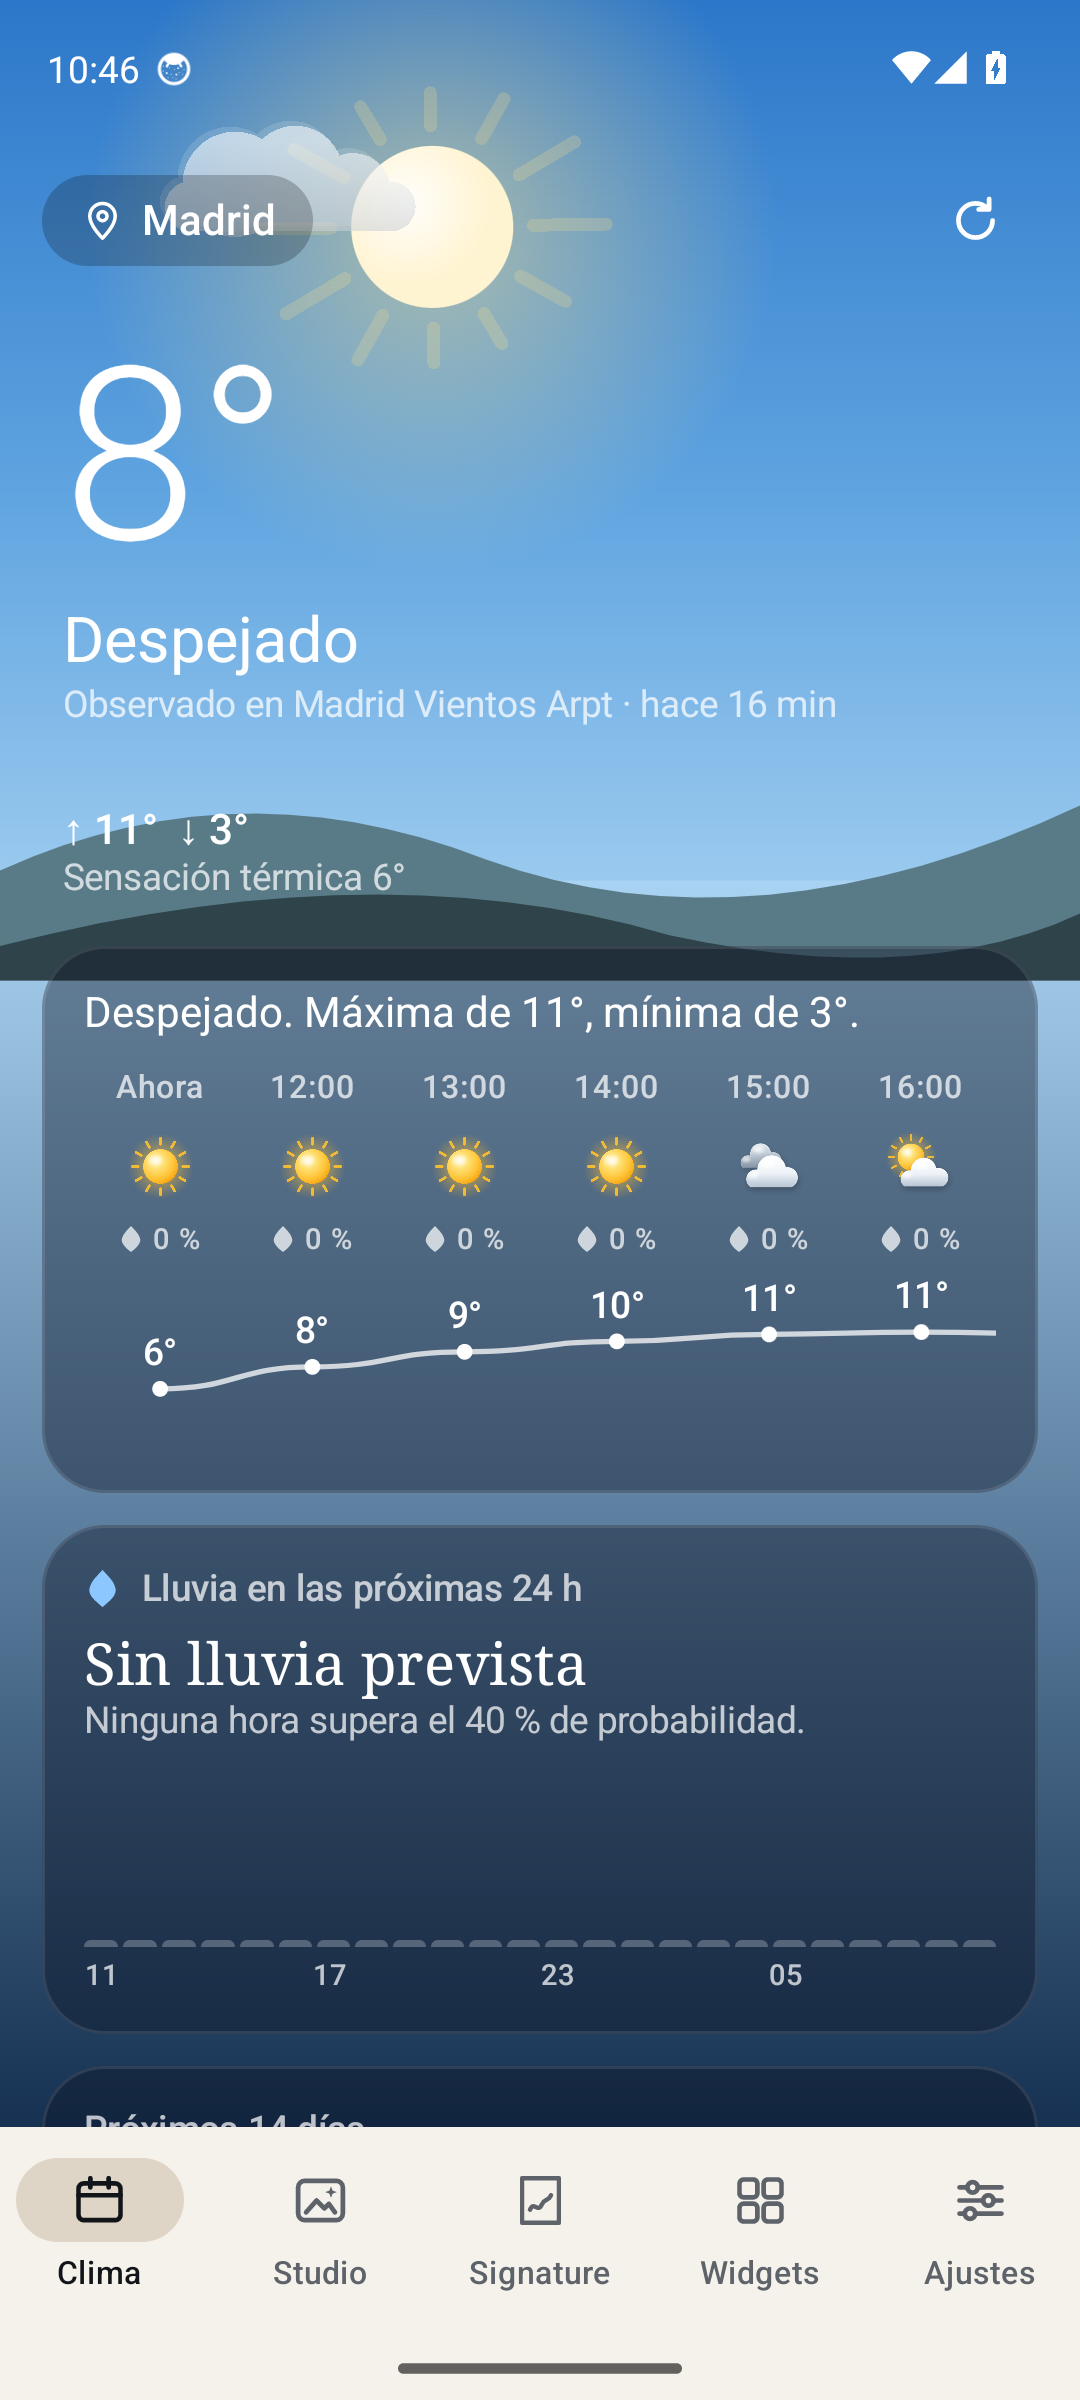 10:46
Madrid
8°
Despejado
Observado en Madrid Vientos Arpt · hace 16 min
↑ 11° ↓ 3°
Sensación térmica 6°
Despejado. Máxima de 11°, mínima de 3°.
Ahora 12:00 13:00 14:00 15:00 16:00
0 % 0 % 0 % 0 % 0 % 0 %
6° 8° 9° 10° 11° 11°
Lluvia en las próximas 24 h
Sin lluvia prevista
Ninguna hora supera el 40 % de probabilidad.
11 17 23 05
Próximos 14 días
Clima Studio Signature Widgets Ajustes